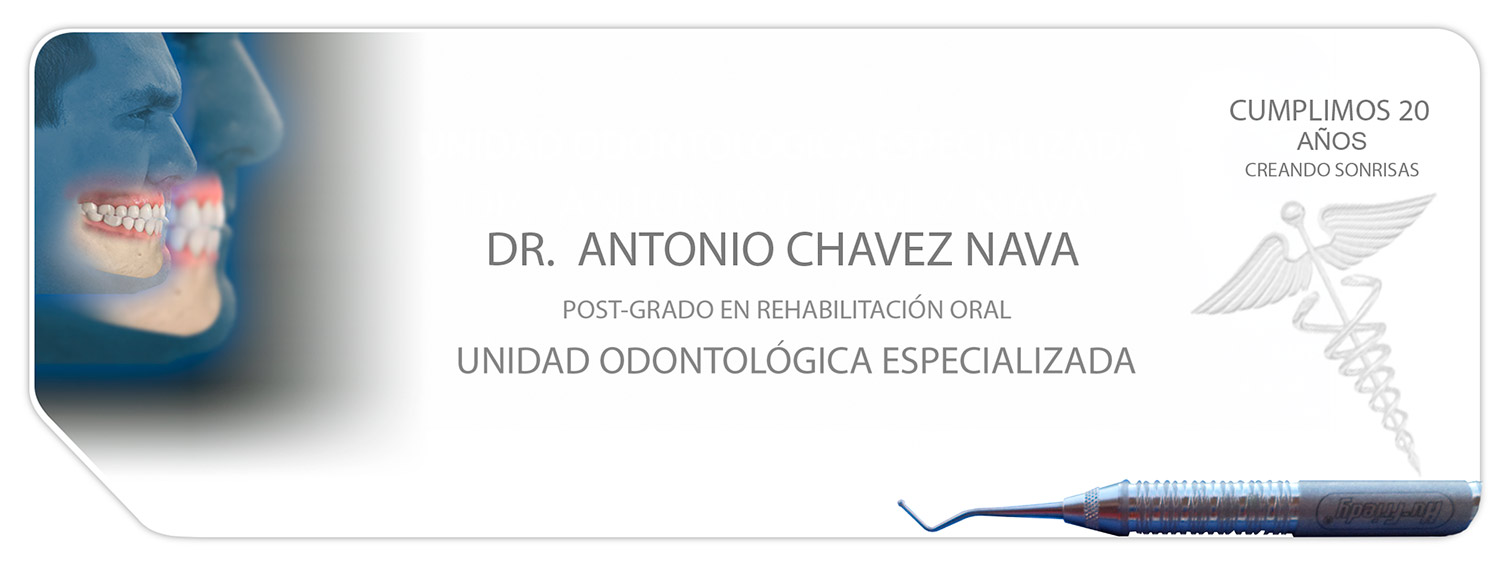 CUMPLIMOS 20
AÑOS
CREANDO SONRISAS
DR. ANTONIO CHAVEZ NAVA
POST-GRADO EN REHABILITACIÓN ORAL
UNIDAD ODONTOLÓGICA ESPECIALIZADA
Hu-Friedy®